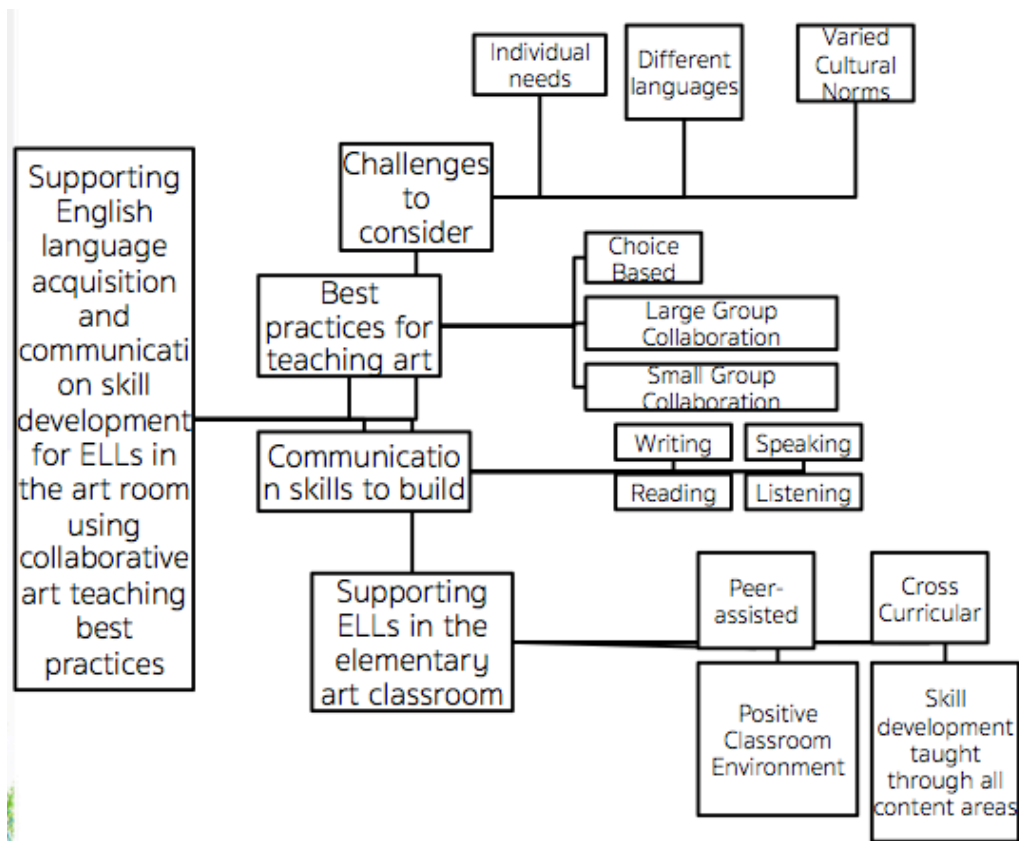 Individual
needs
Different
languages
Varied
Cultural
Norms
Supporting
English
language
acquisition
and
communicati
on skill
development
for ELLs in
the art room
using
collaborative
art teaching
best
practices
Challenges
to
consider
Best
practices for
teaching art
Choice
Based
Large Group
Collaboration
Small Group
Collaboration
Communicatio
n skills to build
Writing
Speaking
Reading
Listening
Supporting
ELLs in the
elementary
art classroom
Peer-
assisted
Cross
Curricular
Positive
Classroom
Environment
Skill
development
taught
through all
content areas